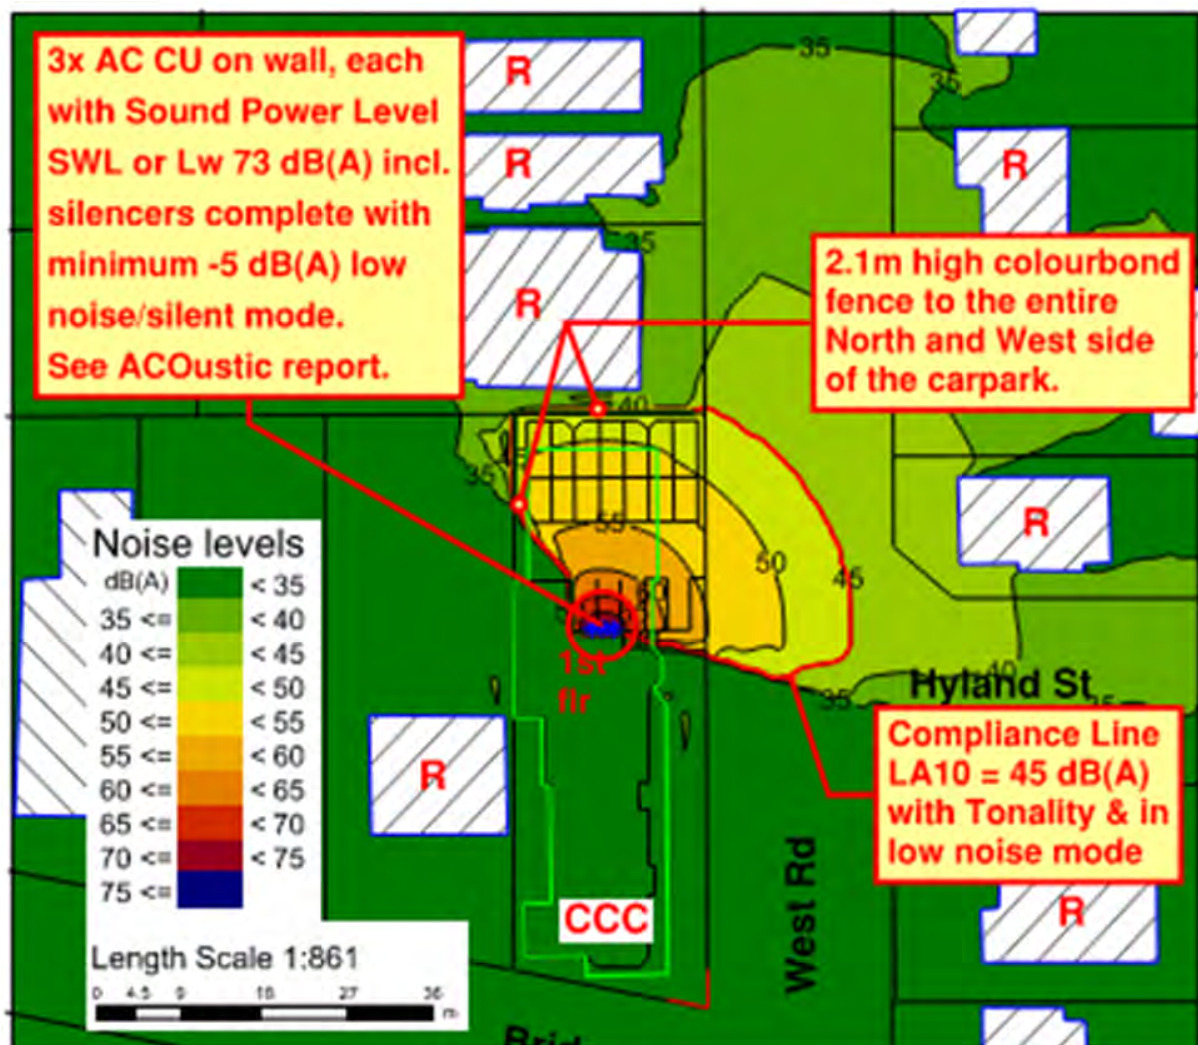 3x AC CU on wall, each
with Sound Power Level
SWL or Lw 73 dB(A) incl.
silencers complete with
minimum -5 dB(A) low
noise/silent mode.
See ACOustic report.
R
R
R
R
35
35
35
2.1m high colourbond
fence to the entire
North and West side
of the carpark.
40
35
45
55
50
45
R
Noise levels
dB(A)
< 35
35 <= < 40
40 <= < 45
45 <= < 50
50 <= < 55
55 <= < 60
60 <= < 65
65 <= < 70
70 <= < 75
75 <=
1st
flr
40
35
Hyland St
35
Compliance Line
LA10 = 45 dB(A)
with Tonality & in
low noise mode
R
West Rd
CCC
R
Length Scale 1:861
0 4.5 9 18 27 36
m